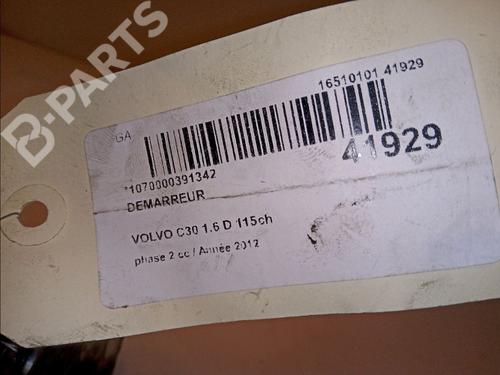 B-PARTS
GA
16510101 41929
*1070000391342
41929
DEMARREUR
VOLVO C30 1.6 D 115ch
phase 2 cc / Année 2012